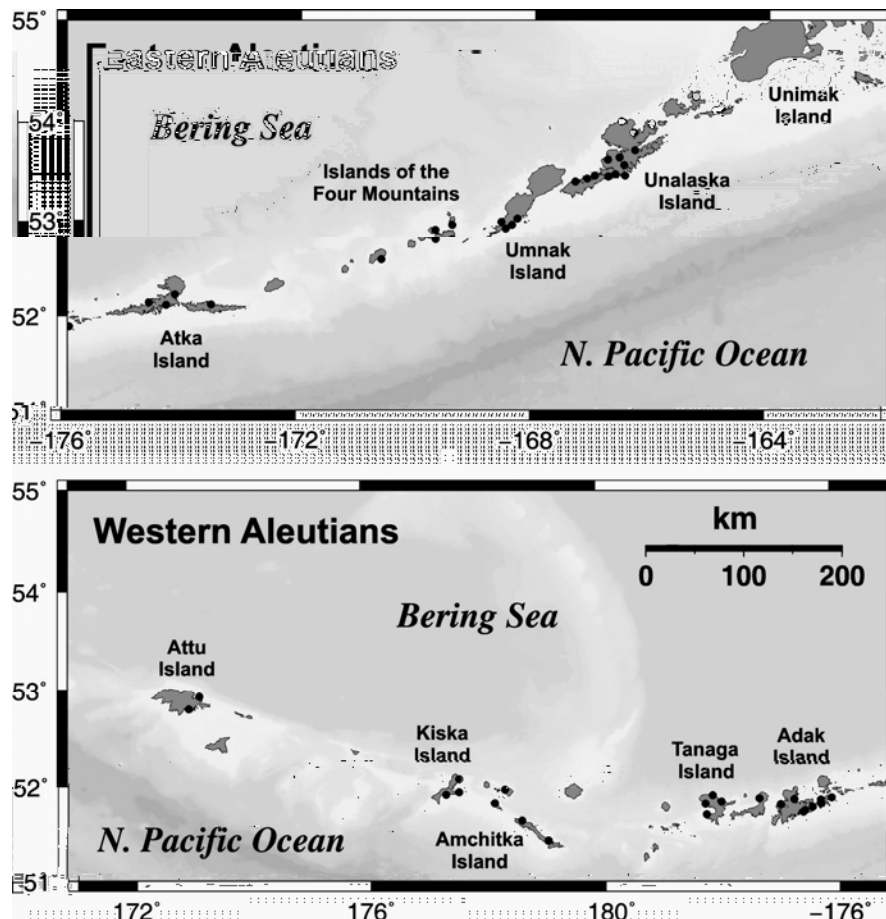 55°
Eastern Aleutians
Unimak
Island
54°
Bering Sea
Islands of the
Four Mountains
Unalaska
Island
53°
Umnak
Island
52°
Atka
Island
N. Pacific Ocean
51°
-176° -172° -168° -164°
55°
Western Aleutians
km
0 100 200
54°
Bering Sea
Attu
Island
53°
Kiska
Island
Tanaga
Island
Adak
Island
52°
N. Pacific Ocean
Amchitka
Island
51°
172° 176° 180° -176°